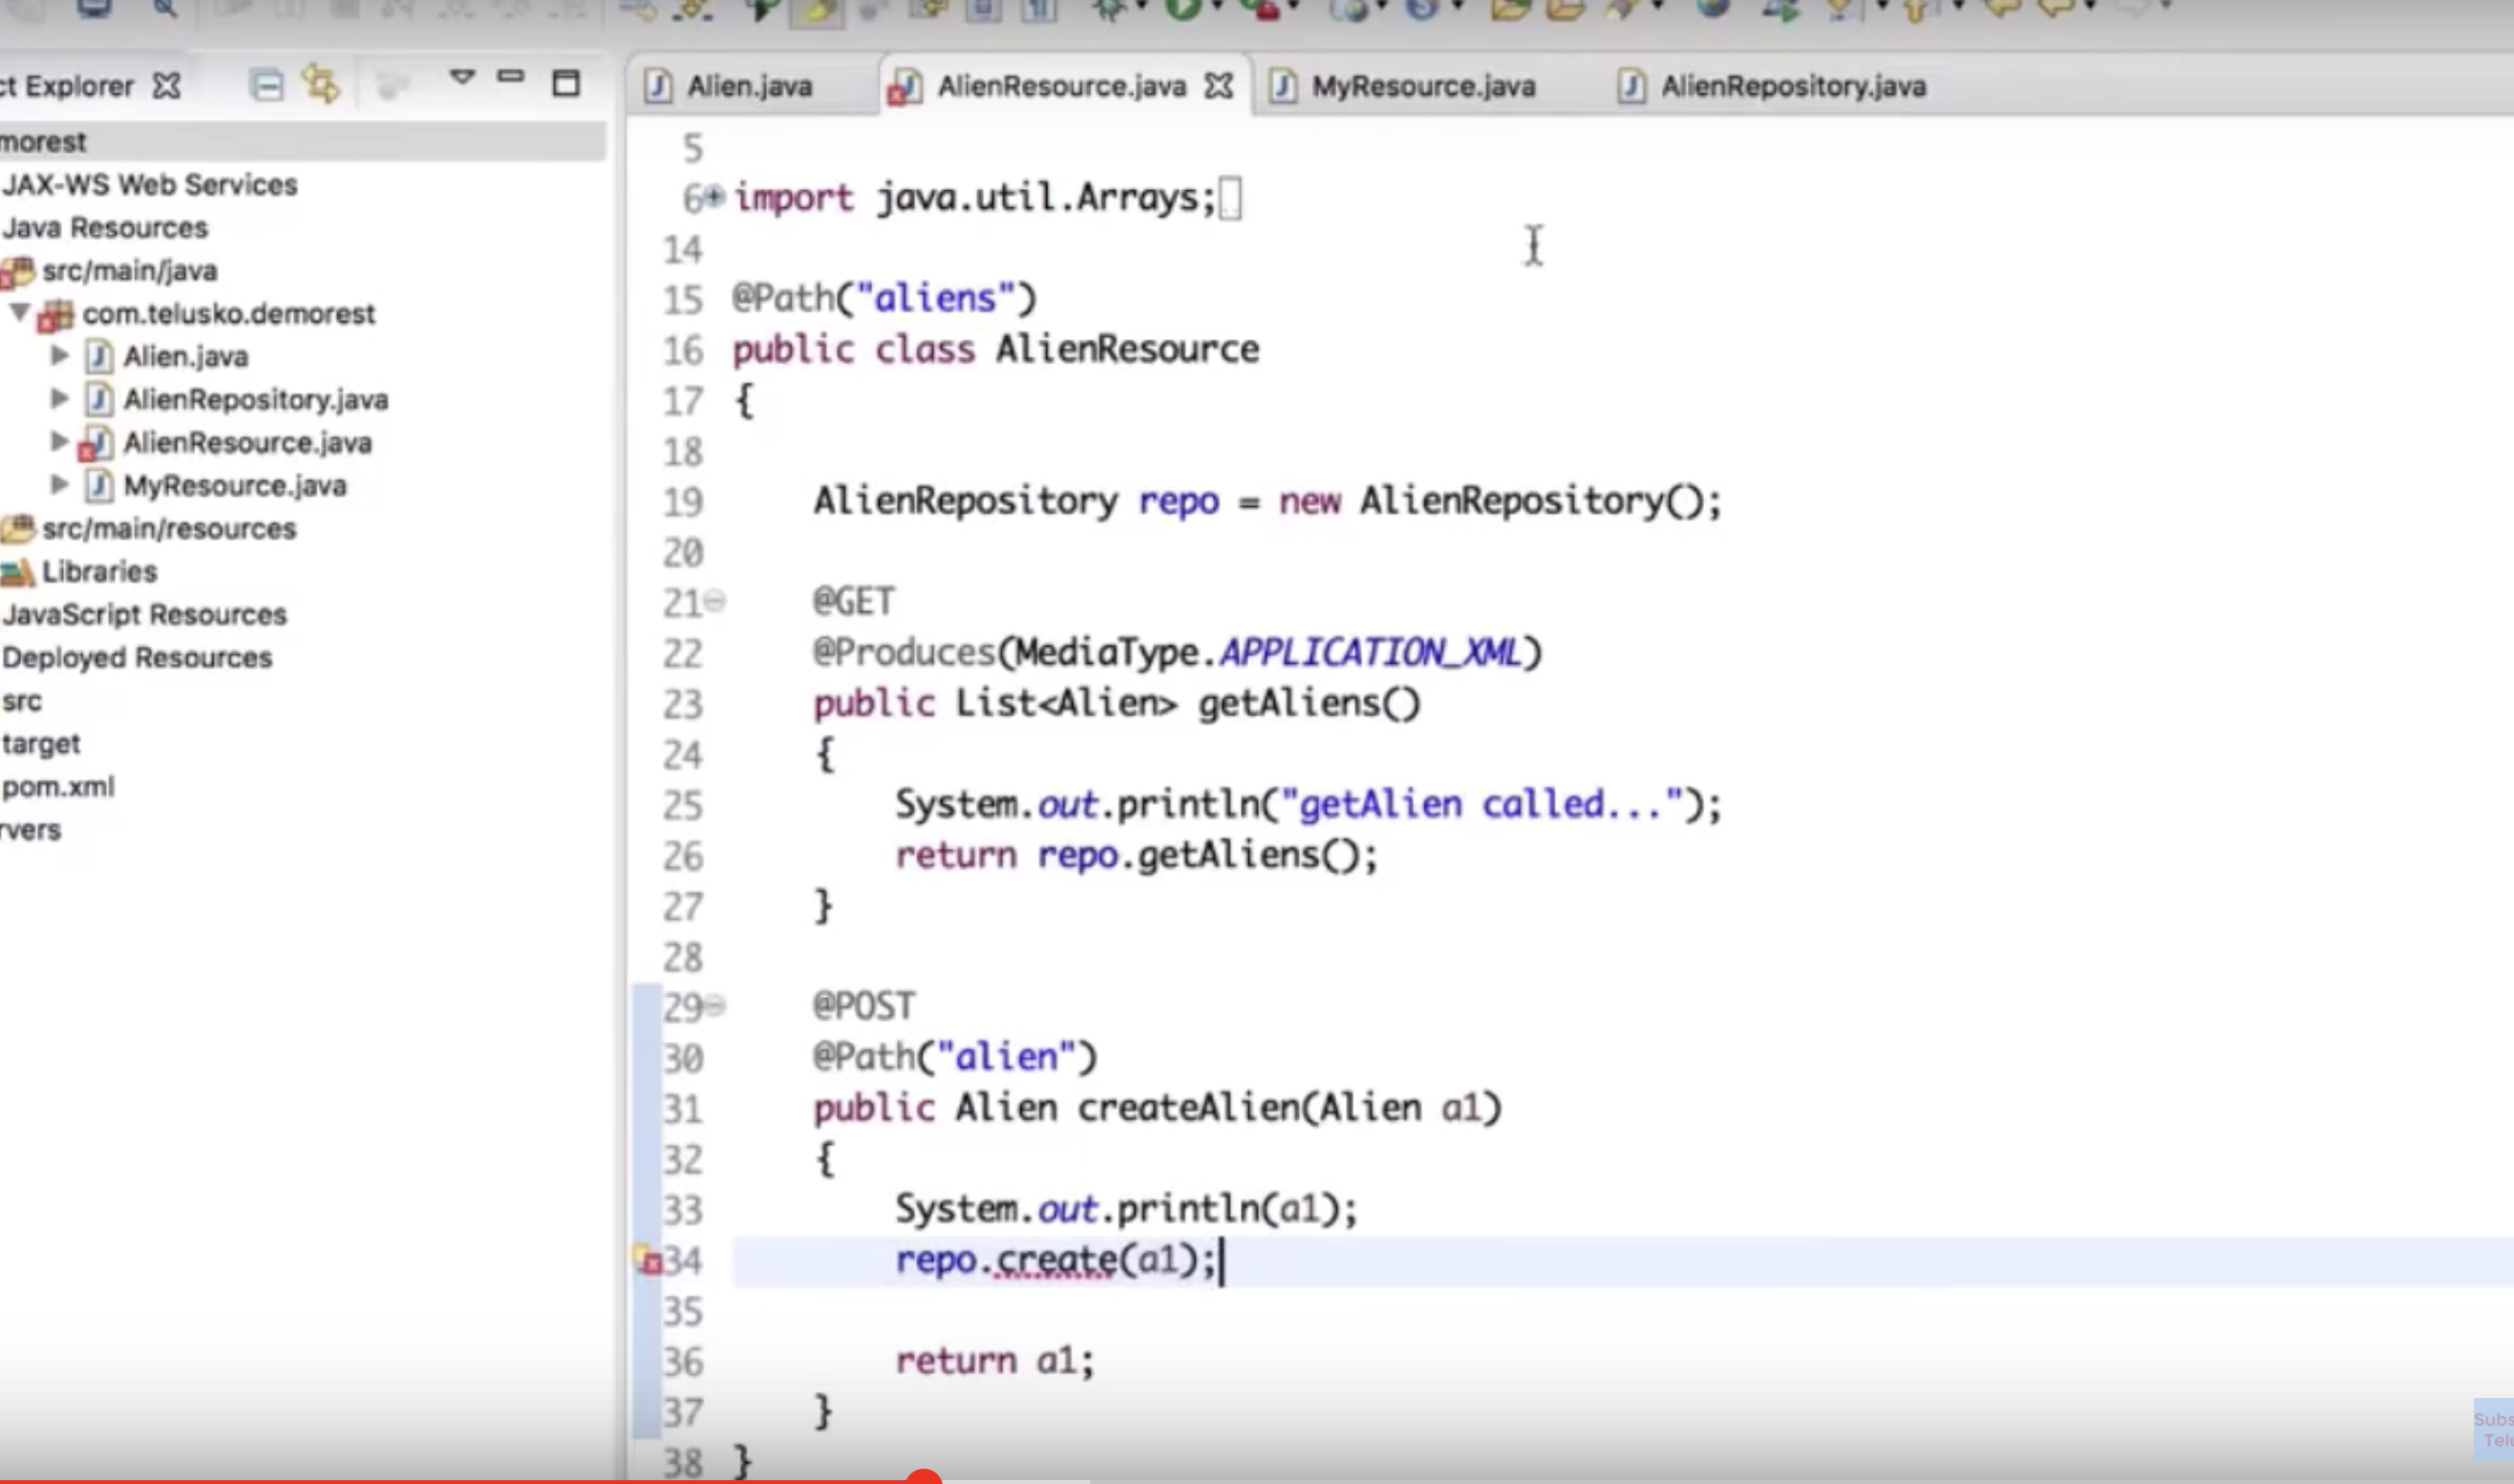 ct Explorer
morest
JAX-WS Web Services
Java Resources
src/main/java
com.telusko.demorest
Alien.java
AlienRepository.java
AlienResource.java
MyResource.java
src/main/resources
Libraries
JavaScript Resources
Deployed Resources
src
target
pom.xml
rvers
Alien.java AlienResource.java MyResource.java AlienRepository.java
5
6 import java.util.Arrays;
14
15 @Path("aliens")
16 public class AlienResource
17 {
18
19 AlienRepository repo = new AlienRepository();
20
21 @GET
22 @Produces(MediaType.APPLICATION_XML)
23 public List<Alien> getAliens()
24 {
25 System.out.println("getAlien called...");
26 return repo.getAliens();
27 }
28
29 @POST
30 @Path("alien")
31 public Alien createAlien(Alien a1)
32 {
33 System.out.println(a1);
34 repo.create(a1);
35
36 return a1;
37 }
38 }
Subs
Telu